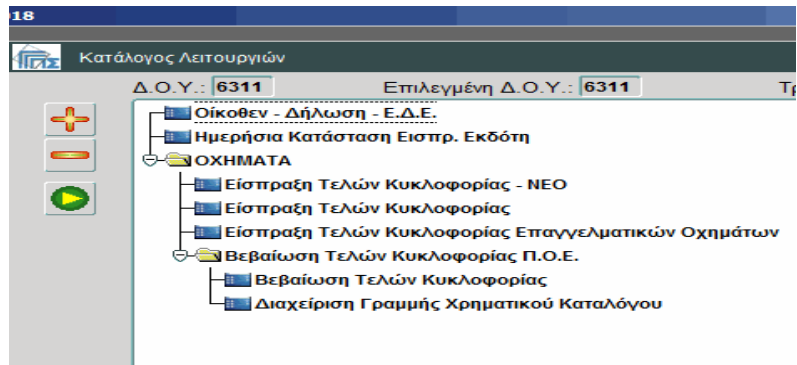 018
Κατάλογος Λειτουργιών
Δ.Ο.Υ.: 6311 Επιλεγμένη Δ.Ο.Υ.: 6311
Οίκοθεν - Δήλωση - Ε.Δ.Ε.
Ημερήσια Κατάσταση Εισπρ. Εκδότη
ΟΧΗΜΑΤΑ
Είσπραξη Τελών Κυκλοφορίας - ΝΕΟ
Είσπραξη Τελών Κυκλοφορίας
Είσπραξη Τελών Κυκλοφορίας Επαγγελματικών Οχημάτων
Βεβαίωση Τελών Κυκλοφορίας Π.Ο.Ε.
Βεβαίωση Τελών Κυκλοφορίας
Διαχείριση Γραμμής Χρηματικού Καταλόγου